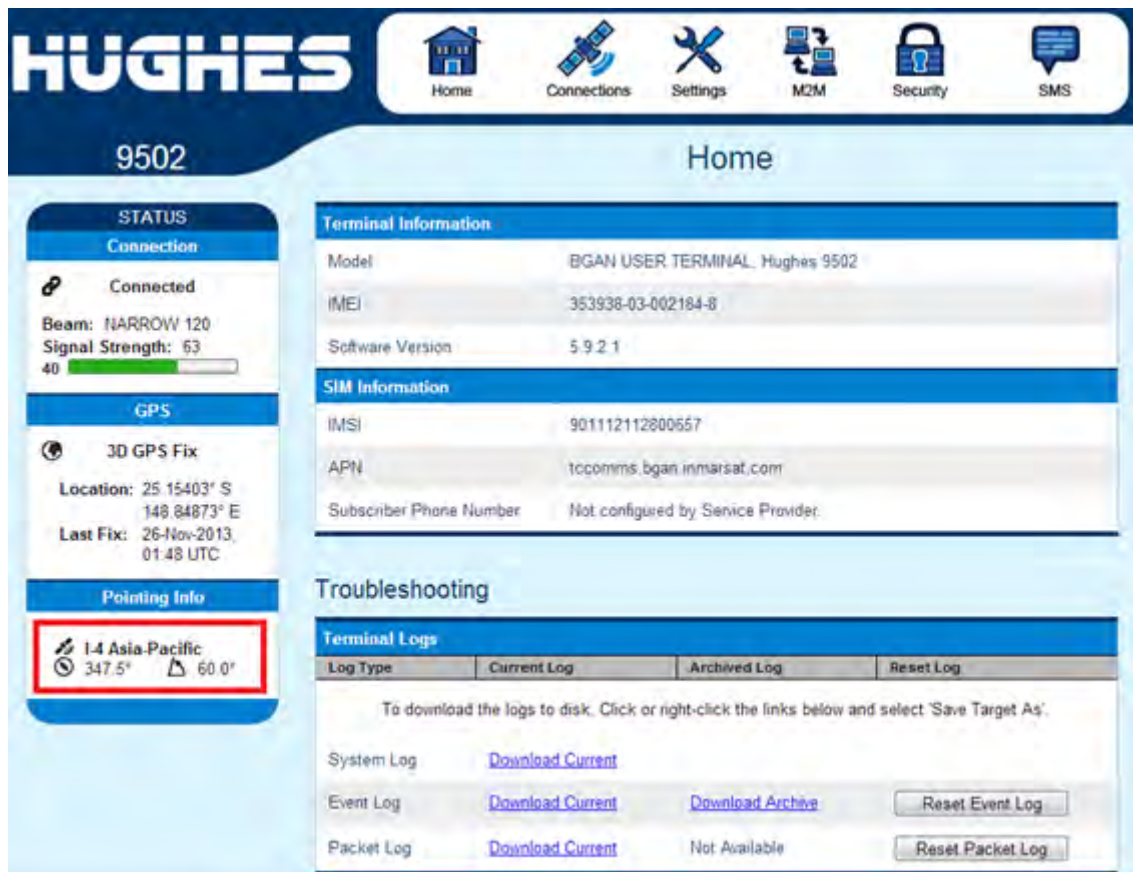 HUGHES
Home
Connections
Settings
M2M
Security
SMS
9502
Home
STATUS
Connection
Connected
Beam: NARROW 120
Signal Strength: 63
40
GPS
3D GPS Fix
Location: 25.15403° S
148.84873° E
Last Fix: 26-Nov-2013,
01:48 UTC
Pointing Info
I-4 Asia-Pacific
347.5° 60.0°
Terminal Information
Model BGAN USER TERMINAL, Hughes 9502
IMEI 353938-03-002184-8
Software Version 5.9.2.1
SIM Information
IMSI 901112112800657
APN tccomms.bgan.inmarsat.com
Subscriber Phone Number Not configured by Service Provider.
Troubleshooting
Terminal Logs
Log Type Current Log Archived Log Reset Log
To download the logs to disk, Click or right-click the links below and select 'Save Target As'.
System Log Download Current
Event Log Download Current Download Archive Reset Event Log
Packet Log Download Current Not Available Reset Packet Log